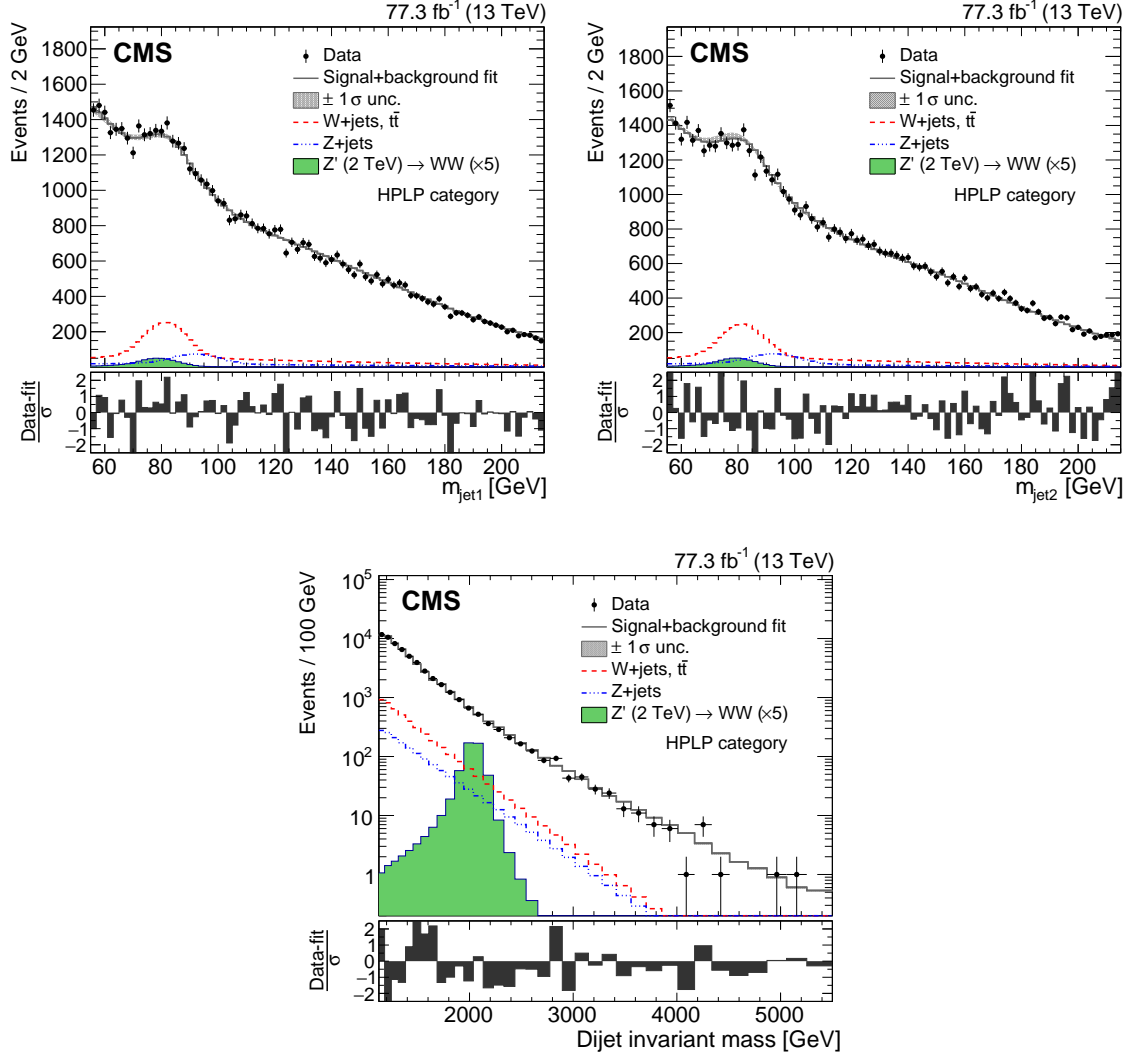 77.3 fb⁻¹ (13 TeV)
CMS
Data
Signal+background fit
± 1σ unc.
W+jets, tt̄
Z+jets
Z' (2 TeV) → WW (×5)
HPLP category
Events / 2 GeV
1800
1600
1400
1200
1000
800
600
400
200
Data-fit
σ
2
1
0
−1
−2
60 80 100 120 140 160 180 200
m_jet1 [GeV]
77.3 fb⁻¹ (13 TeV)
CMS
Data
Signal+background fit
± 1σ unc.
W+jets, tt̄
Z+jets
Z' (2 TeV) → WW (×5)
HPLP category
Events / 2 GeV
1800
1600
1400
1200
1000
800
600
400
200
Data-fit
σ
2
1
0
−1
−2
60 80 100 120 140 160 180 200
m_jet2 [GeV]
77.3 fb⁻¹ (13 TeV)
CMS
Data
Signal+background fit
± 1σ unc.
W+jets, tt̄
Z+jets
Z' (2 TeV) → WW (×5)
HPLP category
Events / 100 GeV
10⁵
10⁴
10³
10²
10
1
Data-fit
σ
2
1
0
−1
−2
2000 3000 4000 5000
Dijet invariant mass [GeV]